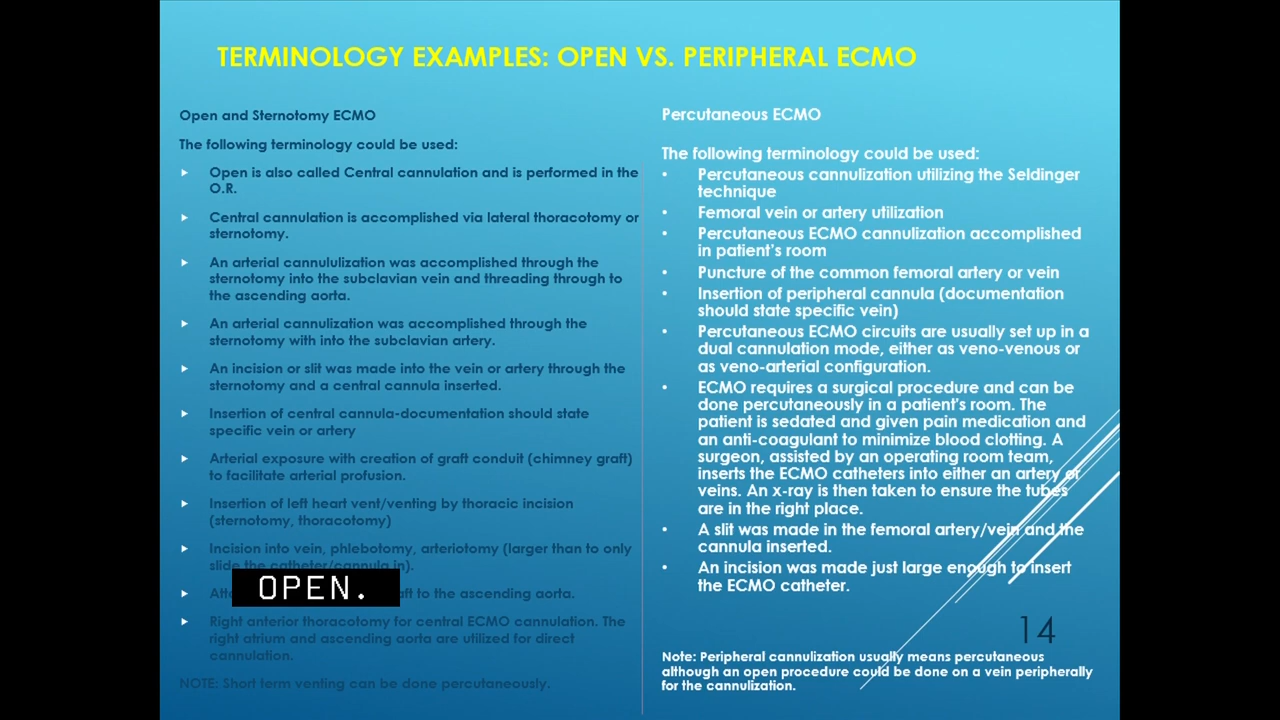 TERMINOLOGY EXAMPLES: OPEN VS. PERIPHERAL ECMO
Open and Sternotomy ECMO
The following terminology could be used:
Open is also called Central cannulation and is performed in the
O.R.
Central cannulation is accomplished via lateral thoracotomy or
sternotomy.
An arterial cannululization was accomplished through the
sternotomy into the subclavian vein and threading through to
the ascending aorta.
An arterial cannulization was accomplished through the
sternotomy with into the subclavian artery.
An incision or slit was made into the vein or artery through the
sternotomy and a central cannula inserted.
Insertion of central cannula-documentation should state
specific vein or artery
Arterial exposure with creation of graft conduit (chimney graft)
to facilitate arterial profusion.
Insertion of left heart vent/venting by thoracic incision
(sternotomy, thoracotomy)
Incision into vein, phlebotomy, arteriotomy (larger than to only
slide the catheter/cannula in).
to the ascending aorta.
Right anterior thoracotomy for central ECMO cannulation. The
right atrium and ascending aorta are utilized for direct
cannulation.
NOTE: Short term venting can be done percutaneously.
OPEN.
Percutaneous ECMO
The following terminology could be used:
• Percutaneous cannulization utilizing the Seldinger
technique
• Femoral vein or artery utilization
• Percutaneous ECMO cannulization accomplished
in patient's room
• Puncture of the common femoral artery or vein
• Insertion of peripheral cannula (documentation
should state specific vein)
• Percutaneous ECMO circuits are usually set up in a
dual cannulation mode, either as veno-venous or
as veno-arterial configuration.
• ECMO requires a surgical procedure and can be
done percutaneously in a patient's room. The
patient is sedated and given pain medication and
an anti-coagulant to minimize blood clotting. A
surgeon, assisted by an operating room team,
inserts the ECMO catheters into either an artery or
veins. An x-ray is then taken to ensure the tubes
are in the right place.
• A slit was made in the femoral artery/vein and the
cannula inserted.
• An incision was made just large enough to insert
the ECMO catheter.
14
Note: Peripheral cannulization usually means percutaneous
although an open procedure could be done on a vein peripherally
for the cannulization.